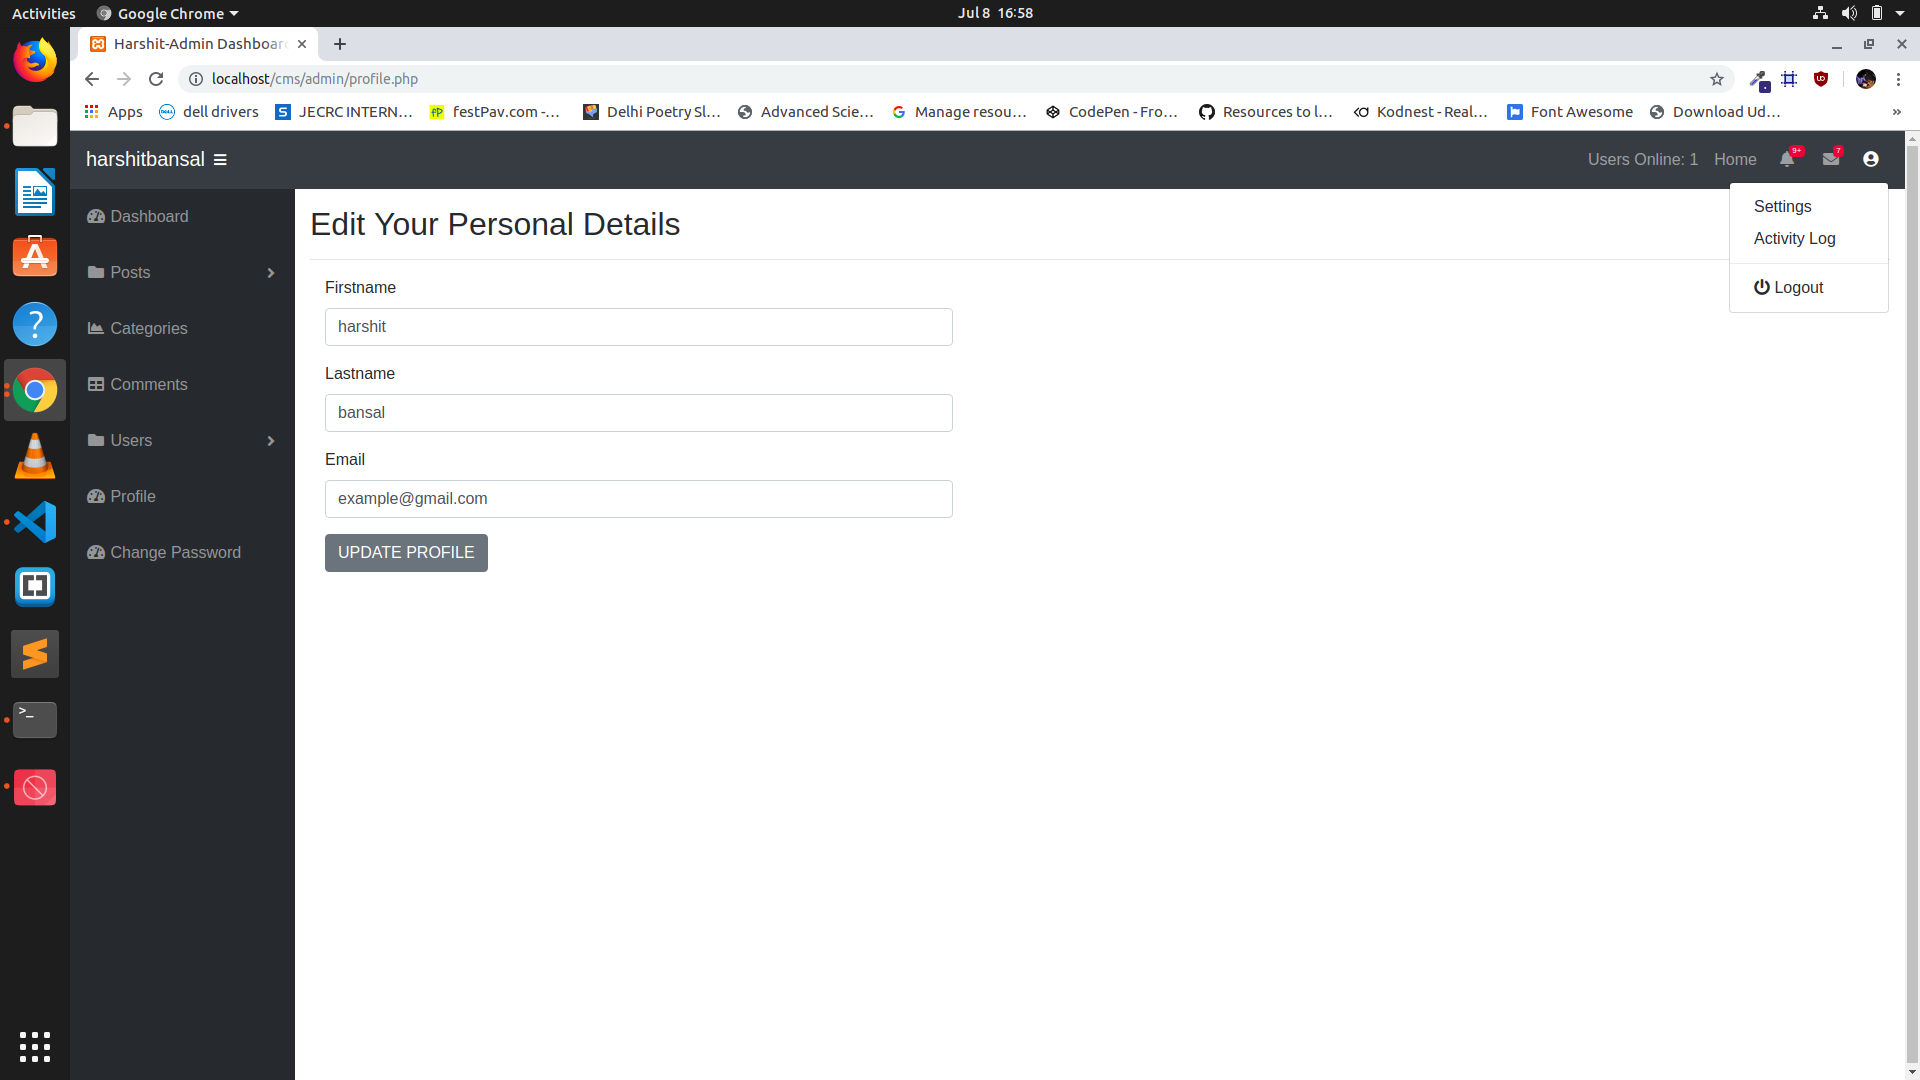 Activities Google Chrome Jul 8 16:58
Harshit-Admin Dashboar
localhost/cms/admin/profile.php
Apps dell drivers JECRC INTERN… festPav.com -… Delhi Poetry Sl… Advanced Scie… Manage resou… CodePen - Fro… Resources to l… Kodnest - Real… Font Awesome Download Ud… »
harshitbansal Users Online: 1 Home 9+ 7
Settings
Activity Log
Logout
Dashboard
Posts
Categories
Comments
Users
Profile
Change Password
Edit Your Personal Details
Firstname
harshit
Lastname
bansal
Email
example@gmail.com
UPDATE PROFILE